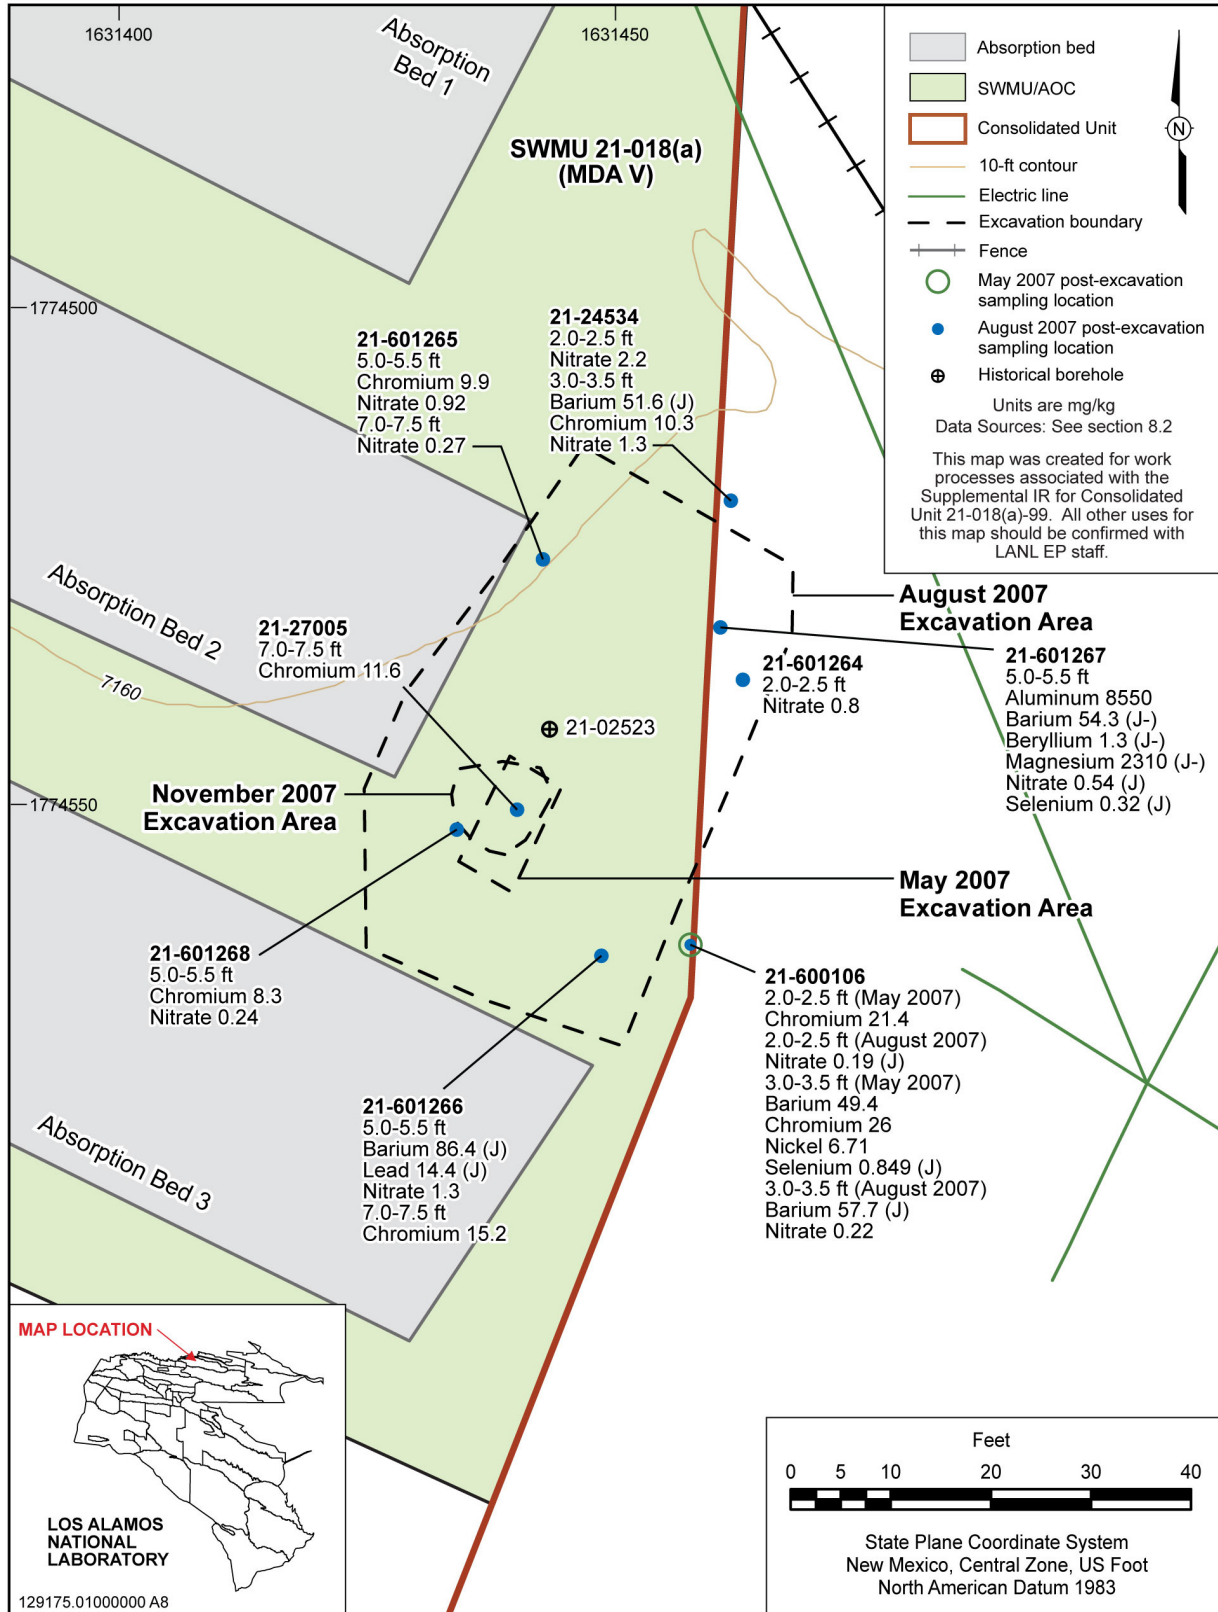 1631400
1631450
Absorption
Bed 1
SWMU 21-018(a)
(MDA V)
Absorption bed
SWMU/AOC
Consolidated Unit
10-ft contour
Electric line
Excavation boundary
Fence
May 2007 post-excavation
sampling location
August 2007 post-excavation
sampling location
Historical borehole
Units are mg/kg
Data Sources: See section 8.2
This map was created for work
processes associated with the
Supplemental IR for Consolidated
Unit 21-018(a)-99. All other uses for
this map should be confirmed with
LANL EP staff.
N
1774500
21-601265
5.0-5.5 ft
Chromium 9.9
Nitrate 0.92
7.0-7.5 ft
Nitrate 0.27
21-24534
2.0-2.5 ft
Nitrate 2.2
3.0-3.5 ft
Barium 51.6 (J)
Chromium 10.3
Nitrate 1.3
Absorption Bed 2
7160
21-27005
7.0-7.5 ft
Chromium 11.6
August 2007
Excavation Area
21-601264
2.0-2.5 ft
Nitrate 0.8
21-601267
5.0-5.5 ft
Aluminum 8550
Barium 54.3 (J-)
Beryllium 1.3 (J-)
Magnesium 2310 (J-)
Nitrate 0.54 (J)
Selenium 0.32 (J)
21-02523
November 2007
Excavation Area
1774550
May 2007
Excavation Area
21-601268
5.0-5.5 ft
Chromium 8.3
Nitrate 0.24
21-600106
2.0-2.5 ft (May 2007)
Chromium 21.4
2.0-2.5 ft (August 2007)
Nitrate 0.19 (J)
3.0-3.5 ft (May 2007)
Barium 49.4
Chromium 26
Nickel 6.71
Selenium 0.849 (J)
3.0-3.5 ft (August 2007)
Barium 57.7 (J)
Nitrate 0.22
21-601266
5.0-5.5 ft
Barium 86.4 (J)
Lead 14.4 (J)
Nitrate 1.3
7.0-7.5 ft
Chromium 15.2
Absorption Bed 3
MAP LOCATION
LOS ALAMOS
NATIONAL
LABORATORY
129175.01000000 A8
Feet
0 5 10 20 30 40
State Plane Coordinate System
New Mexico, Central Zone, US Foot
North American Datum 1983